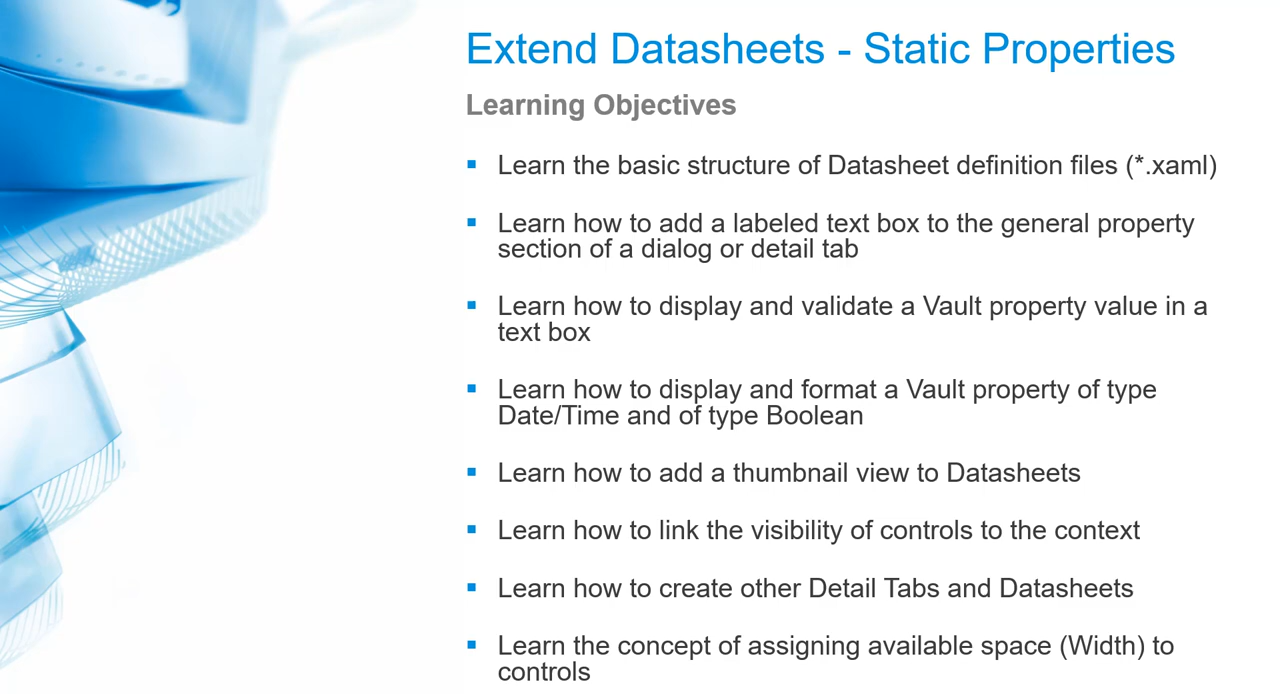 Extend Datasheets - Static Properties
Learning Objectives
▪ Learn the basic structure of Datasheet definition files (*.xaml)
▪ Learn how to add a labeled text box to the general property
section of a dialog or detail tab
▪ Learn how to display and validate a Vault property value in a
text box
▪ Learn how to display and format a Vault property of type
Date/Time and of type Boolean
▪ Learn how to add a thumbnail view to Datasheets
▪ Learn how to link the visibility of controls to the context
▪ Learn how to create other Detail Tabs and Datasheets
▪ Learn the concept of assigning available space (Width) to
controls